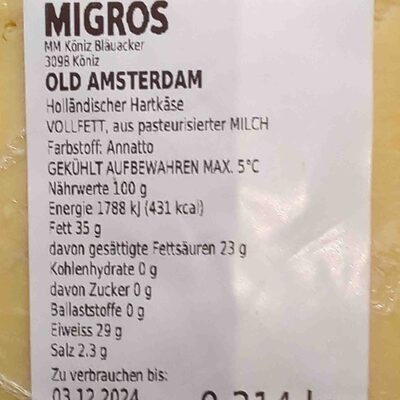 MIGROS
MM Köniz Bläuacker
3098 Köniz
OLD AMSTERDAM
Holländischer Hartkäse
VOLLFETT, aus pasteurisierter MILCH
Farbstoff: Annatto
GEKÜHLT AUFBEWAHREN MAX. 5°C
Nährwerte 100 g
Energie 1788 kJ (431 kcal)
Fett 35 g
davon gesättigte Fettsäuren 23 g
Kohlenhydrate 0 g
davon Zucker 0 g
Ballaststoffe 0 g
Eiweiss 29 g
Salz 2.3 g
Zu verbrauchen bis:
03.12.2024